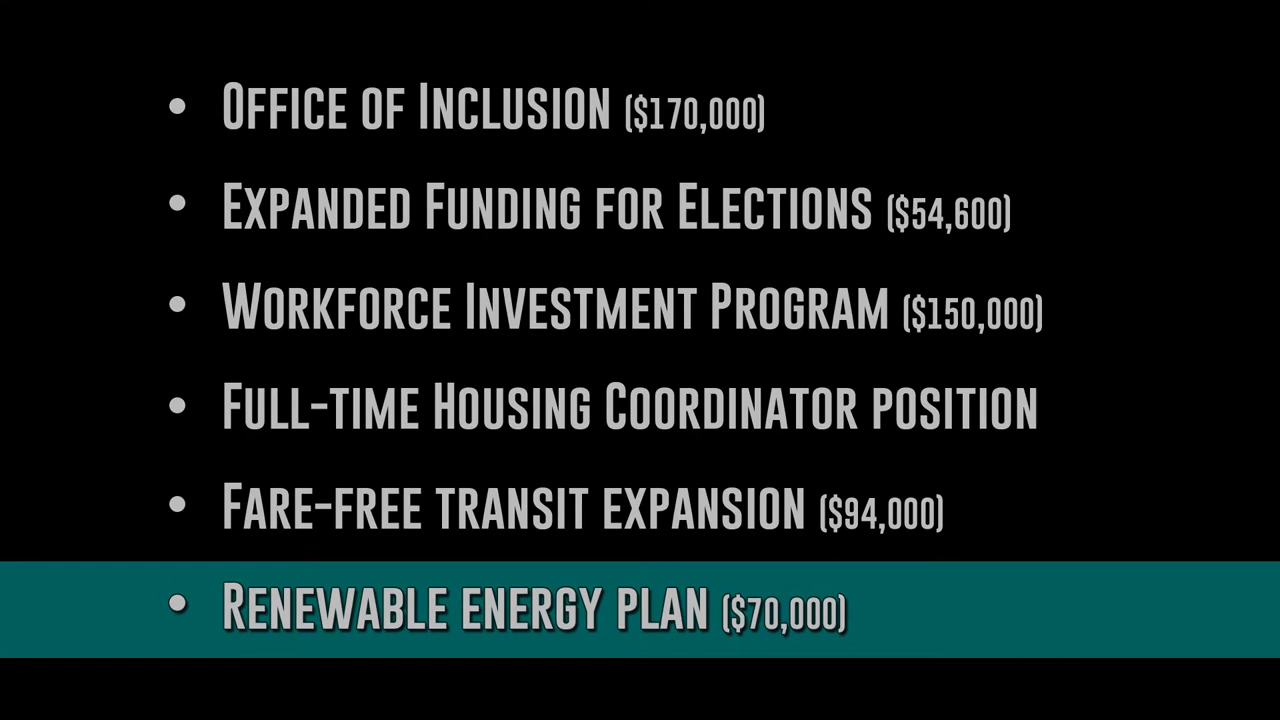 • Office of Inclusion ($170,000)
• Expanded Funding for Elections ($54,600)
• Workforce Investment Program ($150,000)
• Full-time Housing Coordinator position
• Fare-free transit expansion ($94,000)
• Renewable energy plan ($70,000)